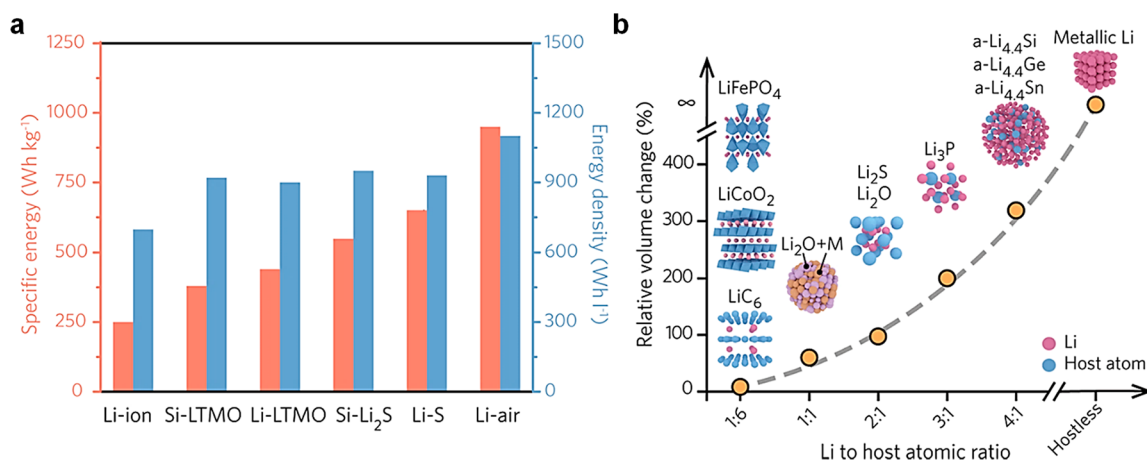 a
1250
1000
750
500
250
0
Specific energy (Wh kg⁻¹)
1500
1200
900
600
300
0
Energy density (Wh l⁻¹)
Li-ion Si-LTMO Li-LTMO Si-Li₂S Li-S Li-air
b
Relative volume change (%)
∞
400
300
200
100
0
LiFePO₄
LiCoO₂
LiC₆
Li₂O+M
Li₂S
Li₂O
Li₃P
a-Li₄.₄Si
a-Li₄.₄Ge
a-Li₄.₄Sn
Metallic Li
Li
Host atom
1:6 1:1 2:1 3:1 4:1 Hostless
Li to host atomic ratio